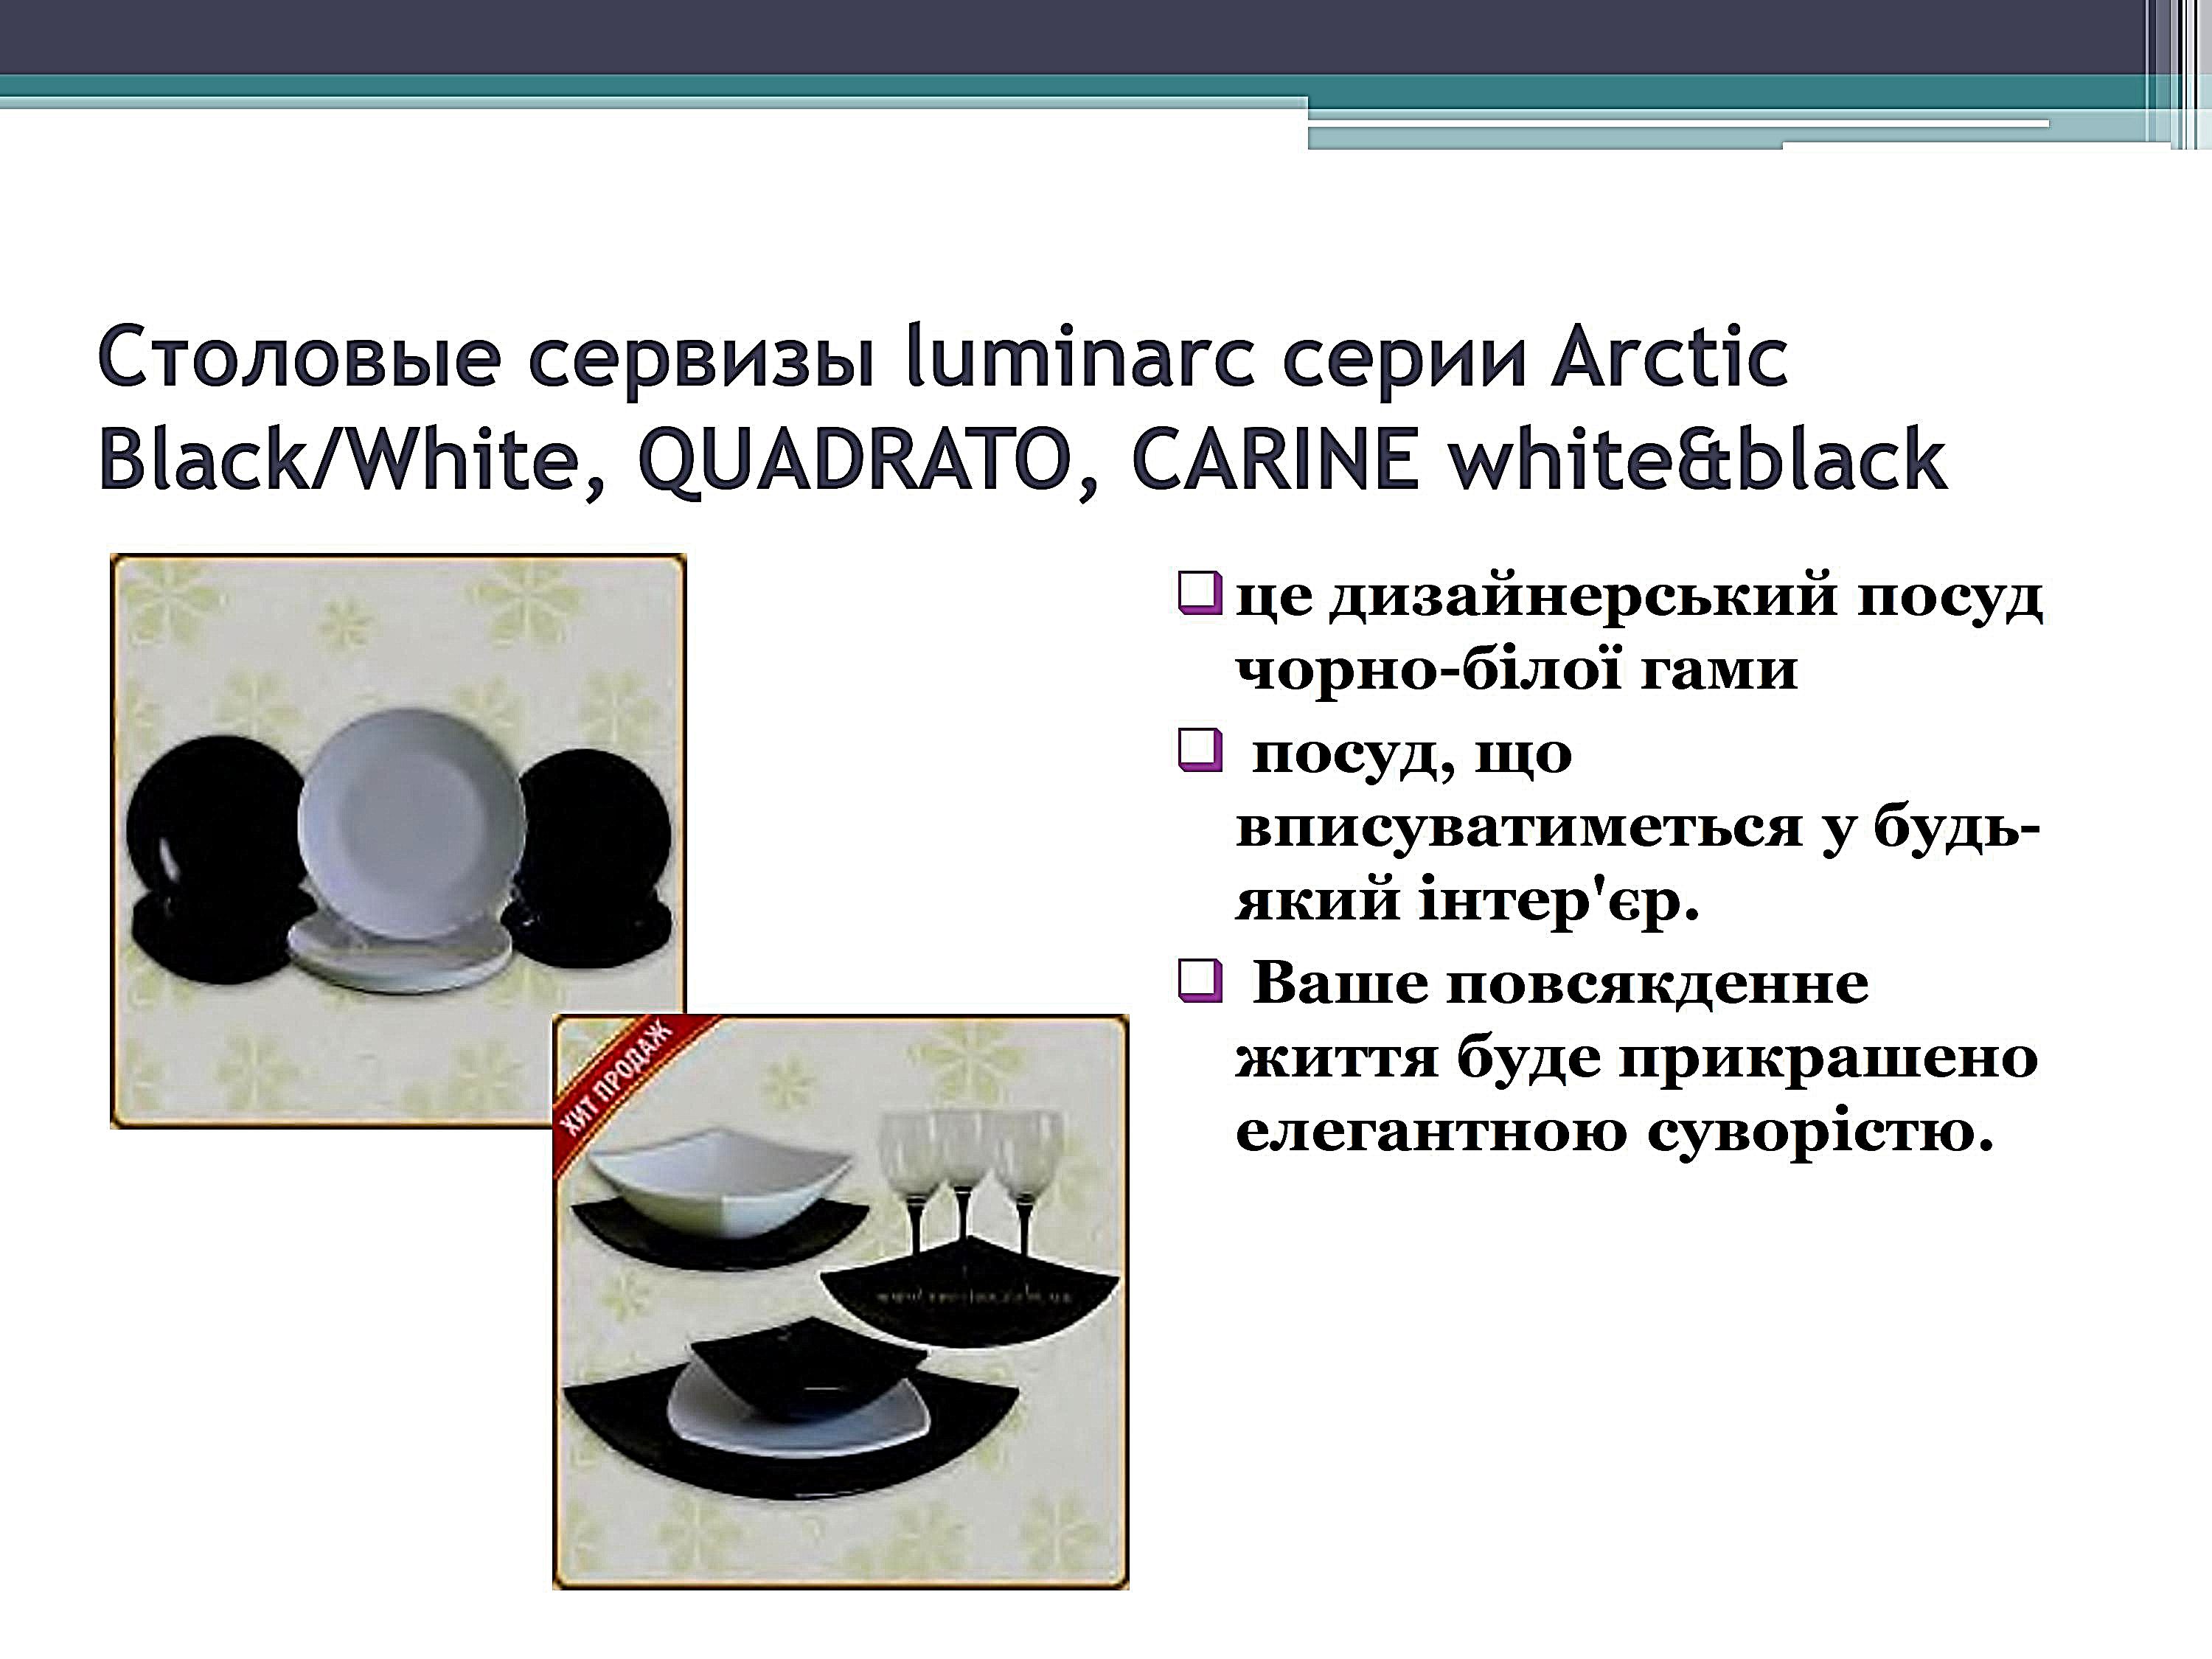 Столовые сервизы luminarc серии Arctic
Black/White, QUADRATO, CARINE white&black
це дизайнерський посуд
чорно-білої гами
посуд, що
вписуватиметься у будь-
який інтер'єр.
Ваше повсякденне
життя буде прикрашено
елегантною суворістю.
ХИТ ПРОДАЖ